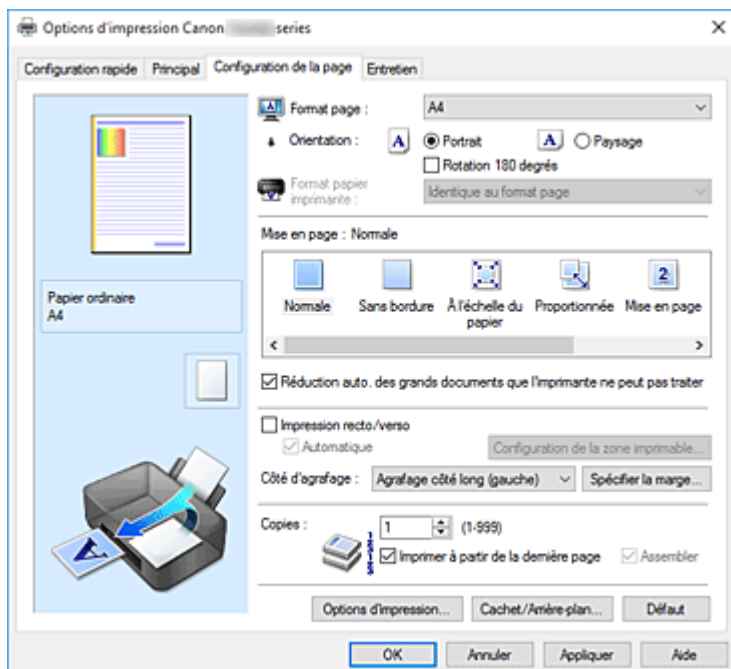 Options d'impression Canon series
Configuration rapide Principal Configuration de la page Entretien
Format page : A4
Orientation : A Portrait A Paysage
Rotation 180 degrés
Format papier imprimante : Identique au format page
Mise en page : Normale
Normale Sans bordure À l'échelle du papier Proportionnée 2 Mise en page
Papier ordinaire
A4
Réduction auto. des grands documents que l'imprimante ne peut pas traiter
Impression recto/verso
Automatique Configuration de la zone imprimable...
Côté d'agrafage : Agrafage côté long (gauche) Spécifier la marge...
Copies : 1 (1-999)
Imprimer à partir de la dernière page Assembler
Options d'impression... Cachet/Arrière-plan... Défaut
OK Annuler Appliquer Aide